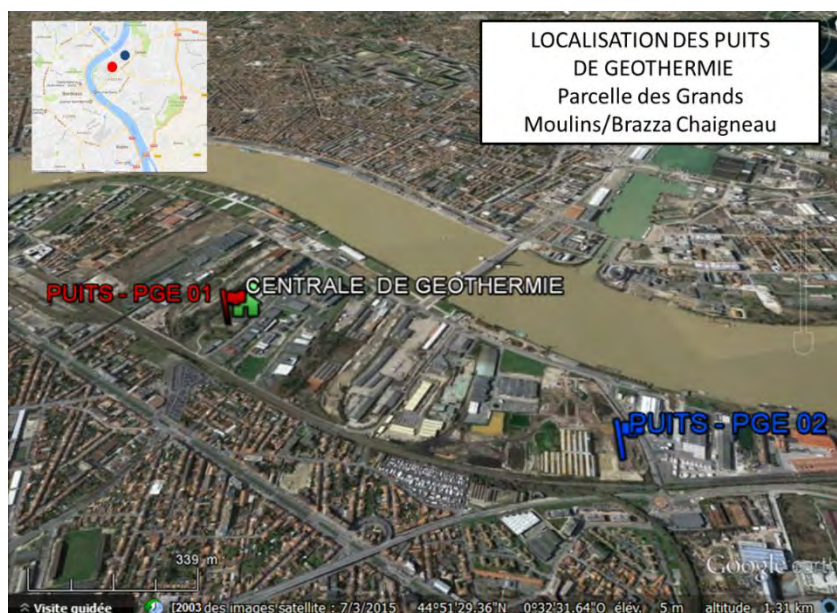 LOCALISATION DES PUITS
DE GEOTHERMIE
Parcelle des Grands
Moulins/Brazza Chaigneau
PUITS - PGE 01
CENTRALE DE GEOTHERMIE
PUITS - PGE 02
339 m
Google earth
Visite guidée
2003
des images satellite : 7/3/2015 44°51'29.36"N 0°32'31.64"O élév. 5 m altitude 1.31 km